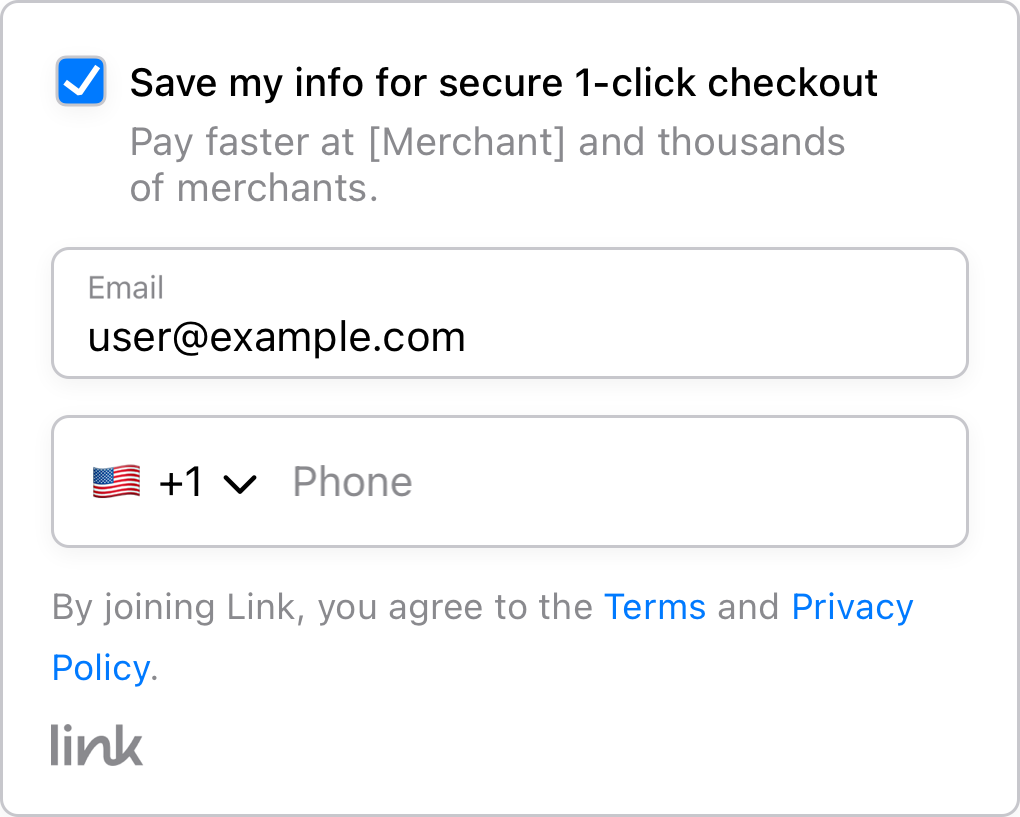 Save my info for secure 1-click checkout
Pay faster at [Merchant] and thousands
of merchants.
Email
user@example.com
+1 Phone
By joining Link, you agree to the Terms and Privacy
Policy.
link